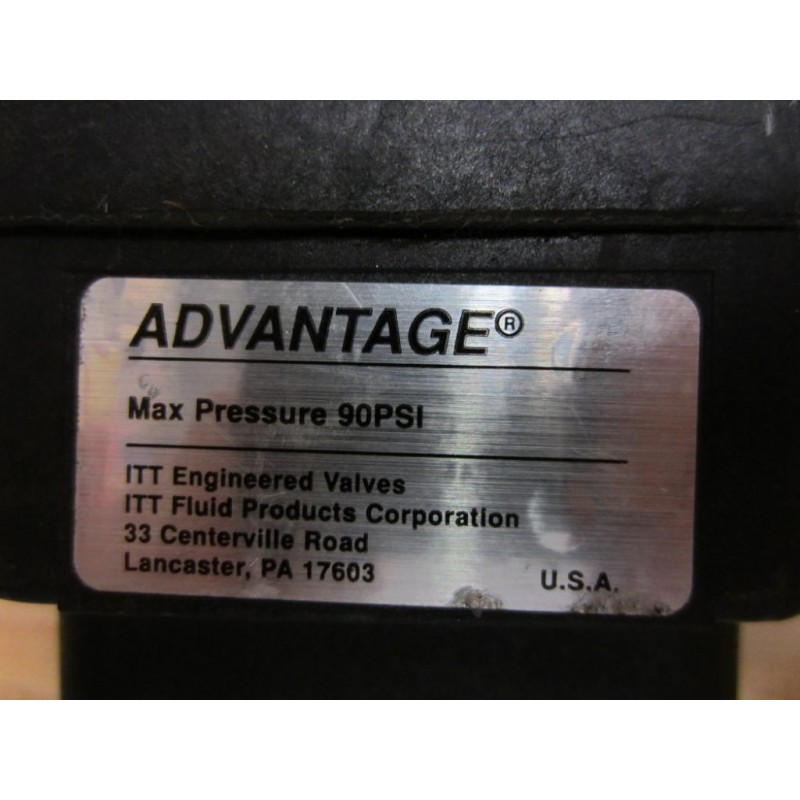 ADVANTAGE®
Max Pressure 90PSI
ITT Engineered Valves
ITT Fluid Products Corporation
33 Centerville Road
Lancaster, PA 17603
U.S.A.